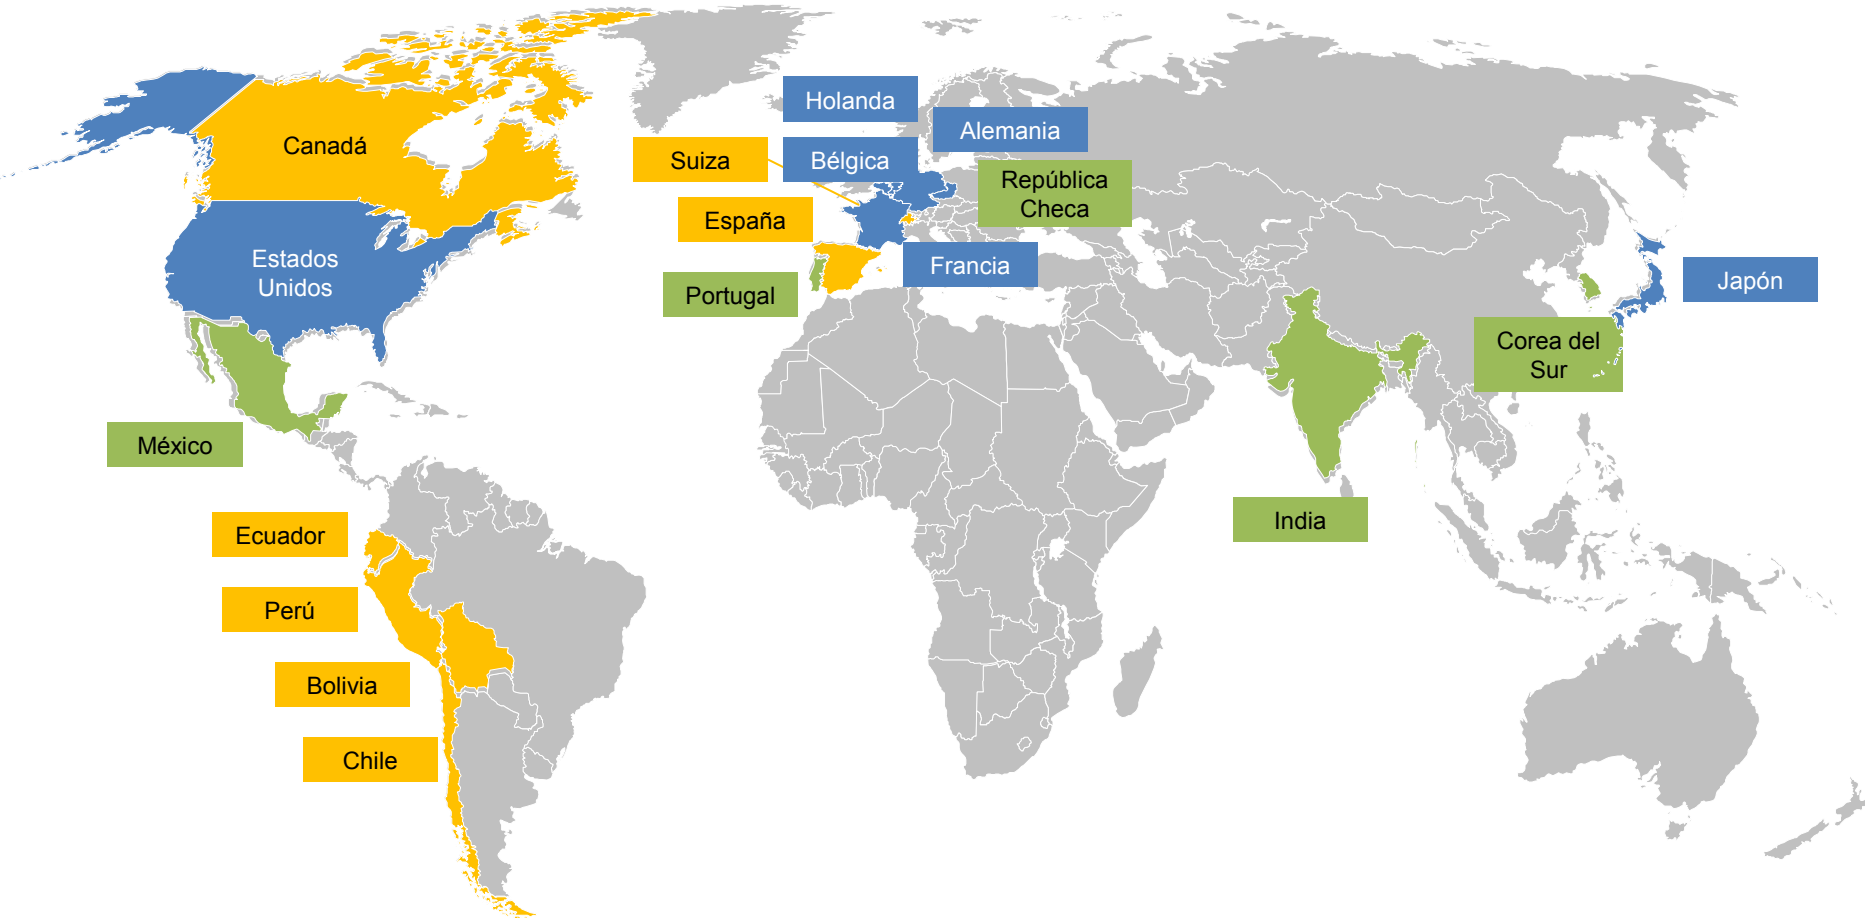 Holanda
Alemania
Canadá
Suiza
Bélgica
República
Checa
España
Estados
Unidos
Francia
Japón
Portugal
Corea del
Sur
México
India
Ecuador
Perú
Bolivia
Chile